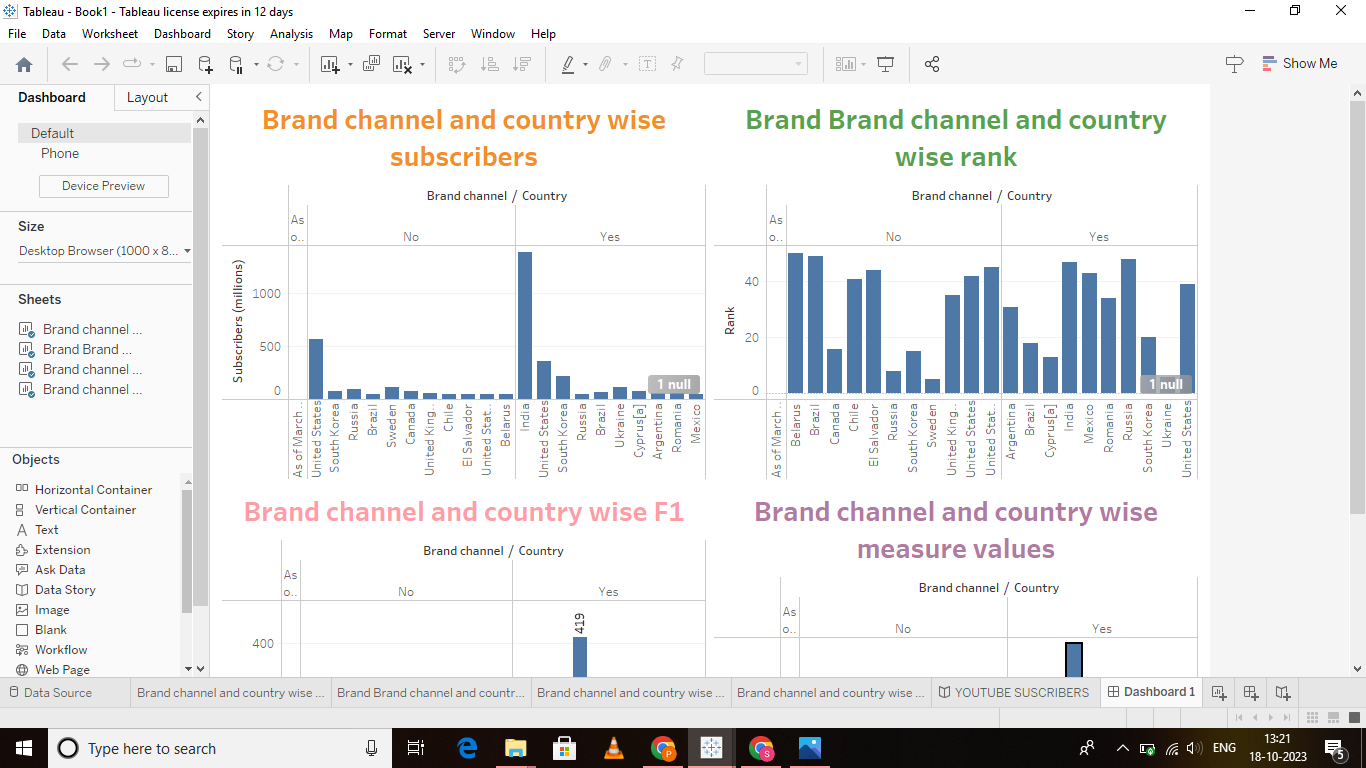 Tableau - Book1 - Tableau license expires in 12 days
File Data Worksheet Dashboard Story Analysis Map Format Server Window Help
Show Me
Dashboard Layout
Default
Phone
Device Preview
Size
Desktop Browser (1000 x 8...
Sheets
Brand channel ...
Brand Brand ...
Brand channel ...
Brand channel ...
Objects
Horizontal Container
Vertical Container
Text
Extension
Ask Data
Data Story
Image
Blank
Workflow
Web Page
Brand channel and country wise
subscribers
Brand channel / Country
As
o..
No
Yes
Subscribers (millions)
1000
500
0
1 null
As of March ..
United States
South Korea
Russia
Brazil
Sweden
Canada
United King..
Chile
El Salvador
United Stat..
Belarus
India
United States
South Korea
Russia
Brazil
Ukraine
Cyprus[a]
Argentina
Romania
Mexico
Brand Brand channel and country
wise rank
Brand channel / Country
As
o..
No
Yes
Rank
40
20
0
1 null
As of March ..
Belarus
Brazil
Canada
Chile
El Salvador
Russia
South Korea
Sweden
United King..
United States
United Stat..
Argentina
Brazil
Cyprus[a]
India
Mexico
Romania
Russia
South Korea
Ukraine
United States
Brand channel and country wise F1
Brand channel / Country
As
o..
No
Yes
419
400
Brand channel and country wise
measure values
Brand channel / Country
As
o..
No
Yes
Data Source
Brand channel and country wise ...
Brand Brand channel and countr...
Brand channel and country wise ...
Brand channel and country wise ...
YOUTUBE SUSCRIBERS
Dashboard 1
Type here to search
P
S
ENG
13:21
18-10-2023
5